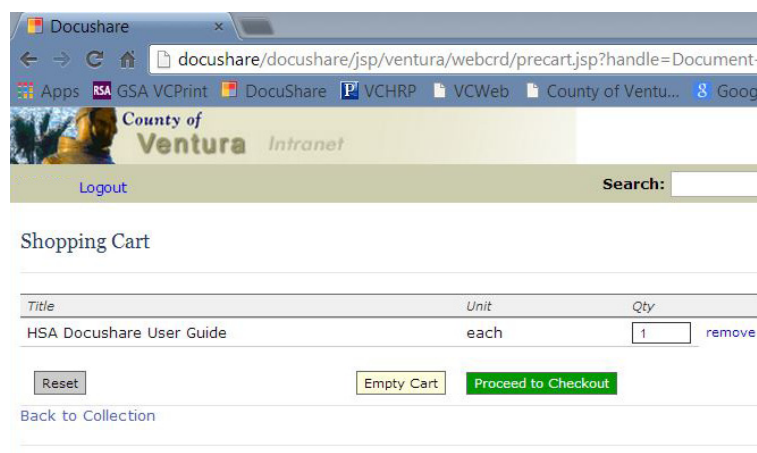 Docushare ×
docushare/docushare/jsp/ventura/webcrd/precart.jsp?handle=Document-
Apps RSA GSA VCPrint DocuShare P VCHRP VCWeb County of Ventu... 8 Goog
County of
Ventura Intranet
Logout Search:
Shopping Cart
Title Unit Qty
HSA Docushare User Guide each 1 remove
Reset Empty Cart Proceed to Checkout
Back to Collection